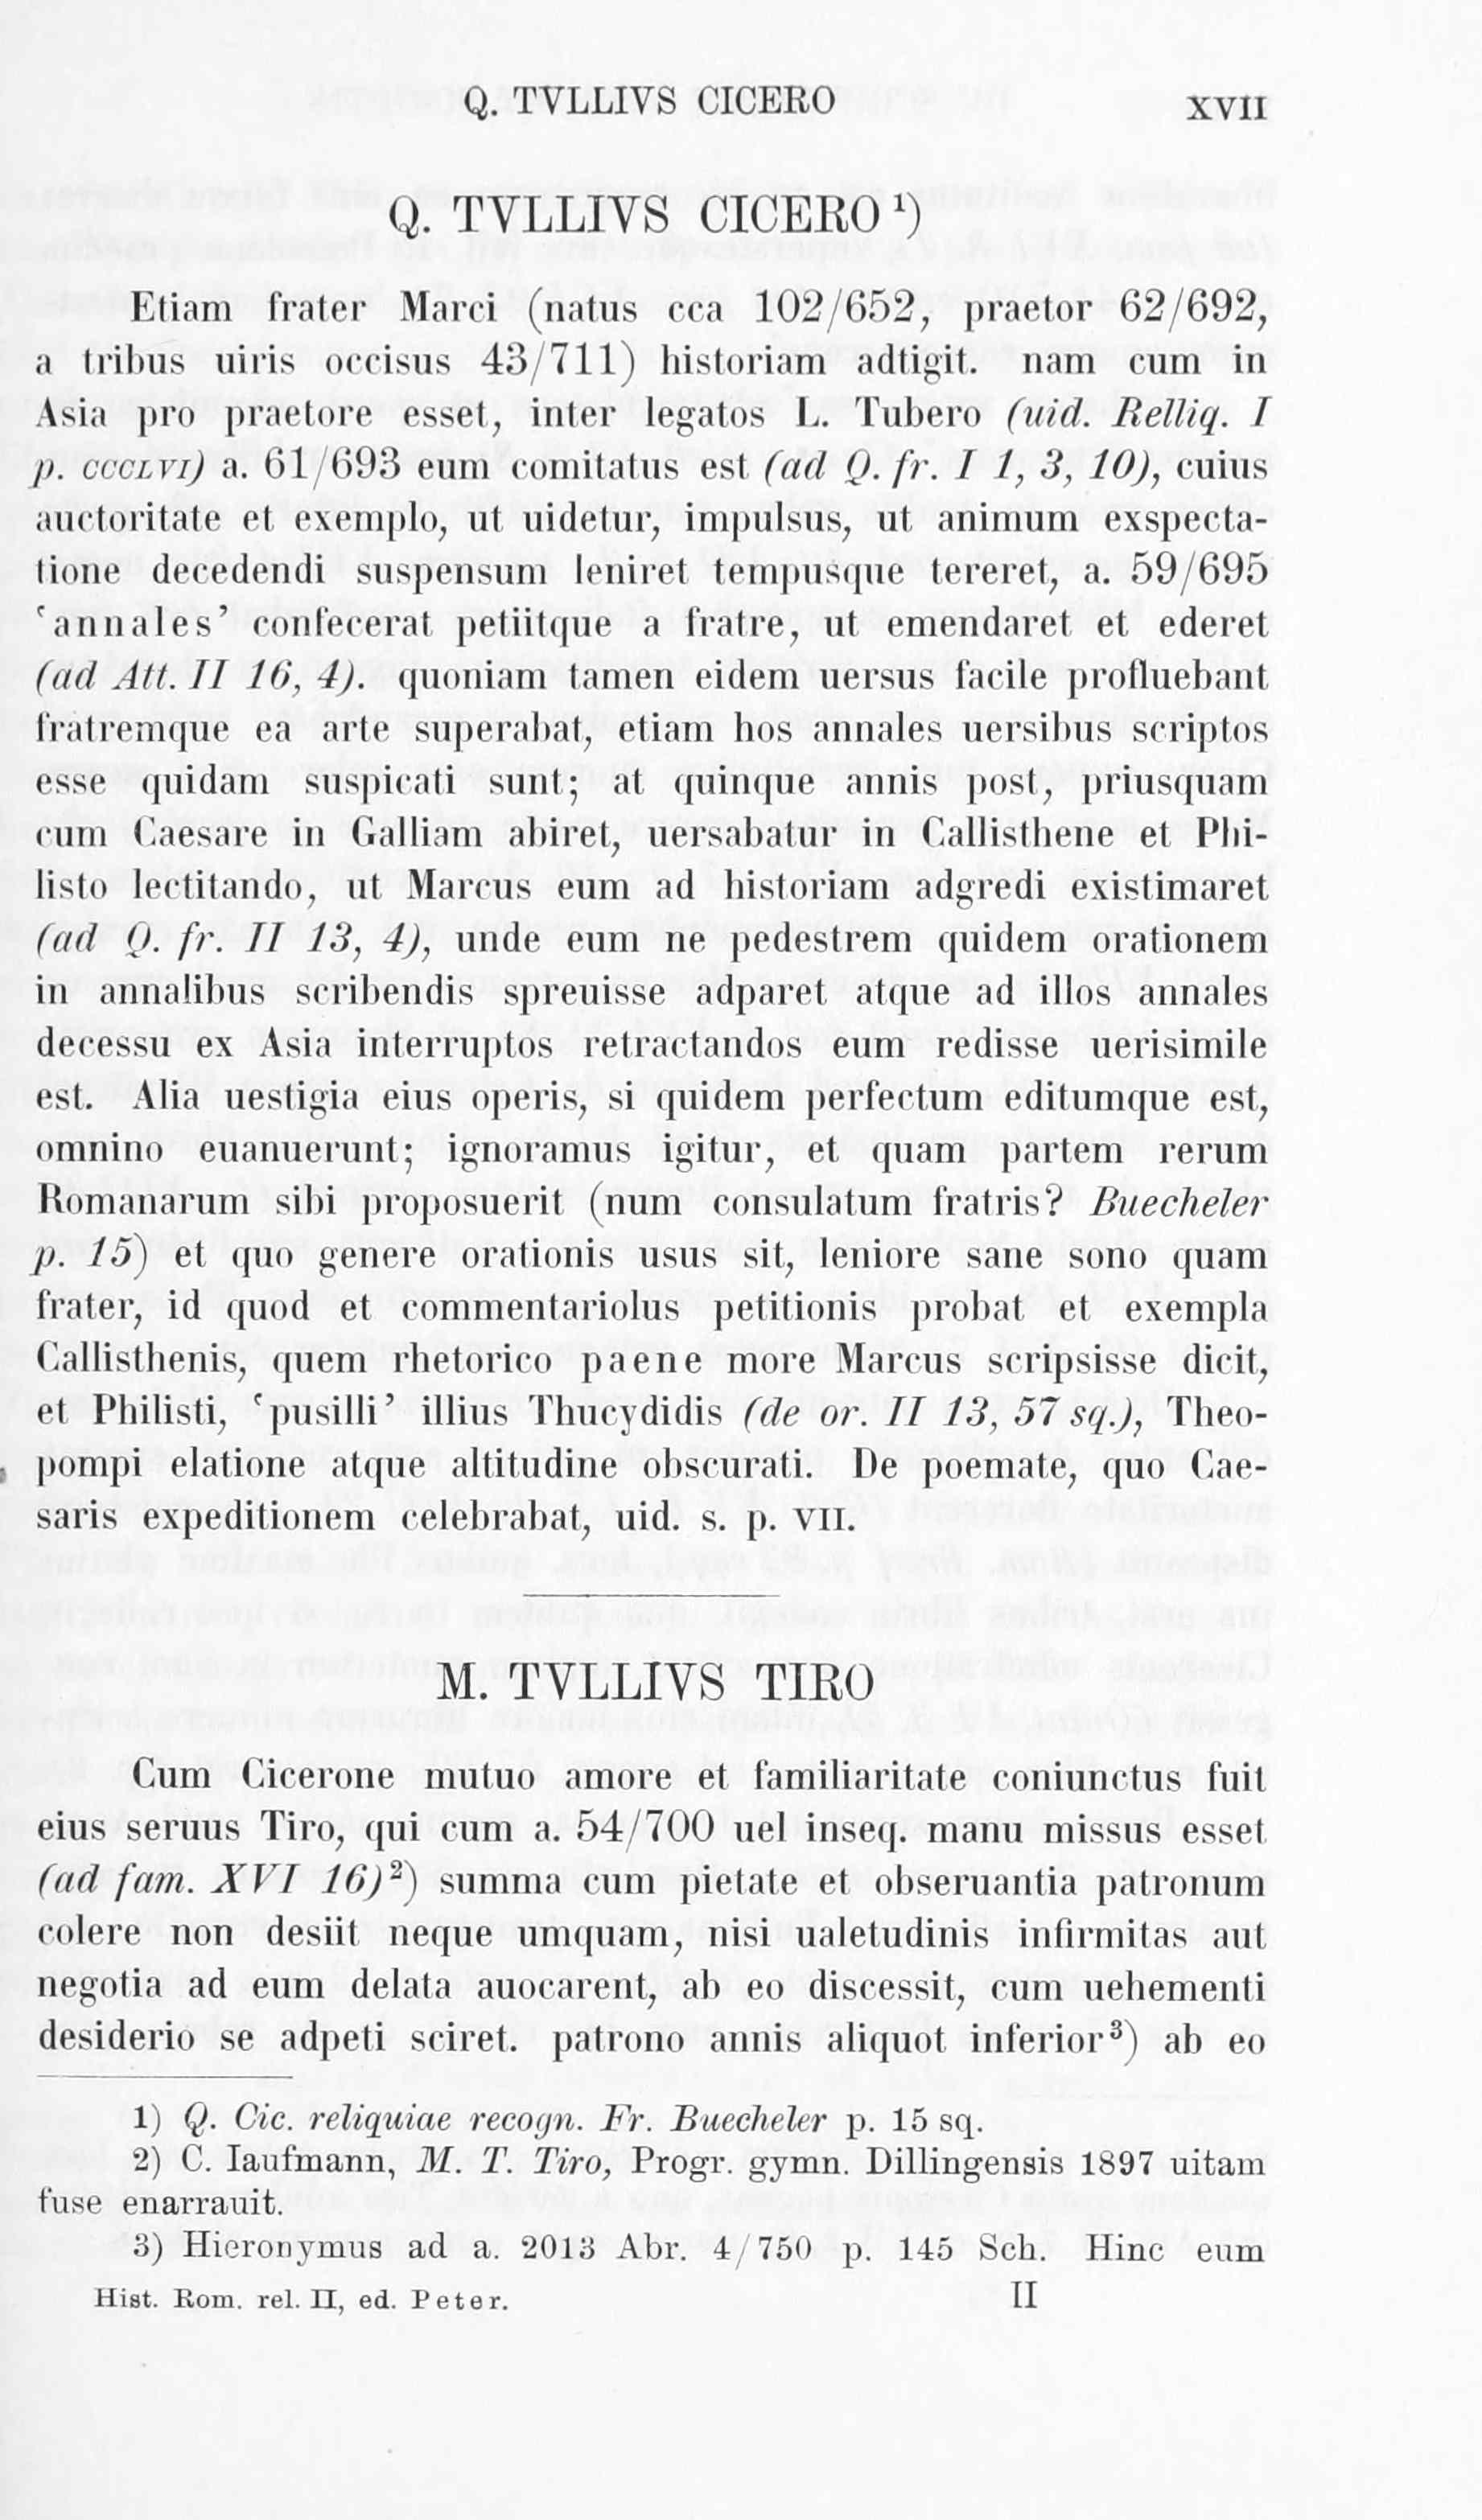 Q. TVLLIVS CICERO XVII
Q. TVLLIVS CICERO ¹)
Etiam frater Marci (natus cca 102/652, praetor 62/692,
a tribus uiris occisus 43/711) historiam adtigit. nam cum in
Asia pro praetore esset, inter legatos L. Tubero (uid. Relliq. I
p. CCCLVI) a. 61/693 eum comitatus est (ad Q. fr. I 1, 3, 10), cuius
auctoritate et exemplo, ut uidetur, impulsus, ut animum exspecta-
tione decedendi suspensum leniret tempusque tereret, a. 59/695
‘annales’ confecerat petiitque a fratre, ut emendaret et ederet
(ad Att. II 16, 4). quoniam tamen eidem uersus facile profluebant
fratremque ea arte superabat, etiam hos annales uersibus scriptos
esse quidam suspicati sunt; at quinque annis post, priusquam
cum Caesare in Galliam abiret, uersabatur in Callisthene et Phi-
listo lectitando, ut Marcus eum ad historiam adgredi existimaret
(ad Q. fr. II 13, 4), unde eum ne pedestrem quidem orationem
in annalibus scribendis spreuisse adparet atque ad illos annales
decessu ex Asia interruptos retractandos eum redisse uerisimile
est. Alia uestigia eius operis, si quidem perfectum editumque est,
omnino euanuerunt; ignoramus igitur, et quam partem rerum
Romanarum sibi proposuerit (num consulatum fratris? Buecheler
p. 15) et quo genere orationis usus sit, leniore sane sono quam
frater, id quod et commentariolus petitionis probat et exempla
Callisthenis, quem rhetorico paene more Marcus scripsisse dicit,
et Philisti, ‘pusilli’ illius Thucydidis (de or. II 13, 57 sq.), Theo-
pompi elatione atque altitudine obscurati. De poemate, quo Cae-
saris expeditionem celebrabat, uid. s. p. VII.
M. TVLLIVS TIRO
Cum Cicerone mutuo amore et familiaritate coniunctus fuit
eius seruus Tiro, qui cum a. 54/700 uel inseq. manu missus esset
(ad fam. XVI 16)²) summa cum pietate et obseruantia patronum
colere non desiit neque umquam, nisi ualetudinis infirmitas aut
negotia ad eum delata auocarent, ab eo discessit, cum uehementi
desiderio se adpeti sciret. patrono annis aliquot inferior³) ab eo
1) Q. Cic. reliquiae recogn. Fr. Buecheler p. 15 sq.
2) C. Iaufmann, M. T. Tiro, Progr. gymn. Dillingensis 1897 uitam
fuse enarrauit.
3) Hieronymus ad a. 2013 Abr. 4/750 p. 145 Sch. Hinc eum
Hist. Rom. rel. II, ed. Peter. II